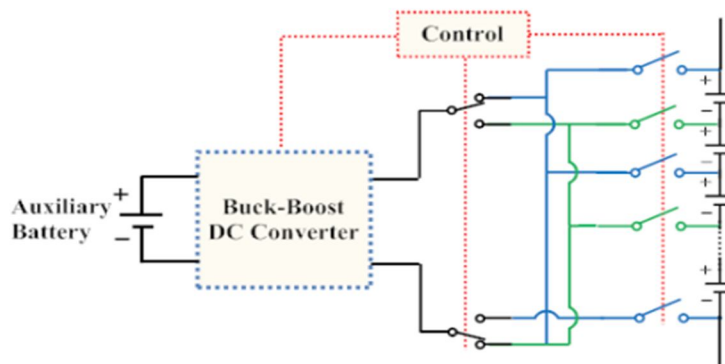 Control
+
-
+
-
+
Auxiliary
Battery
-
Buck-Boost
DC Converter
+
-
+
-
+
-